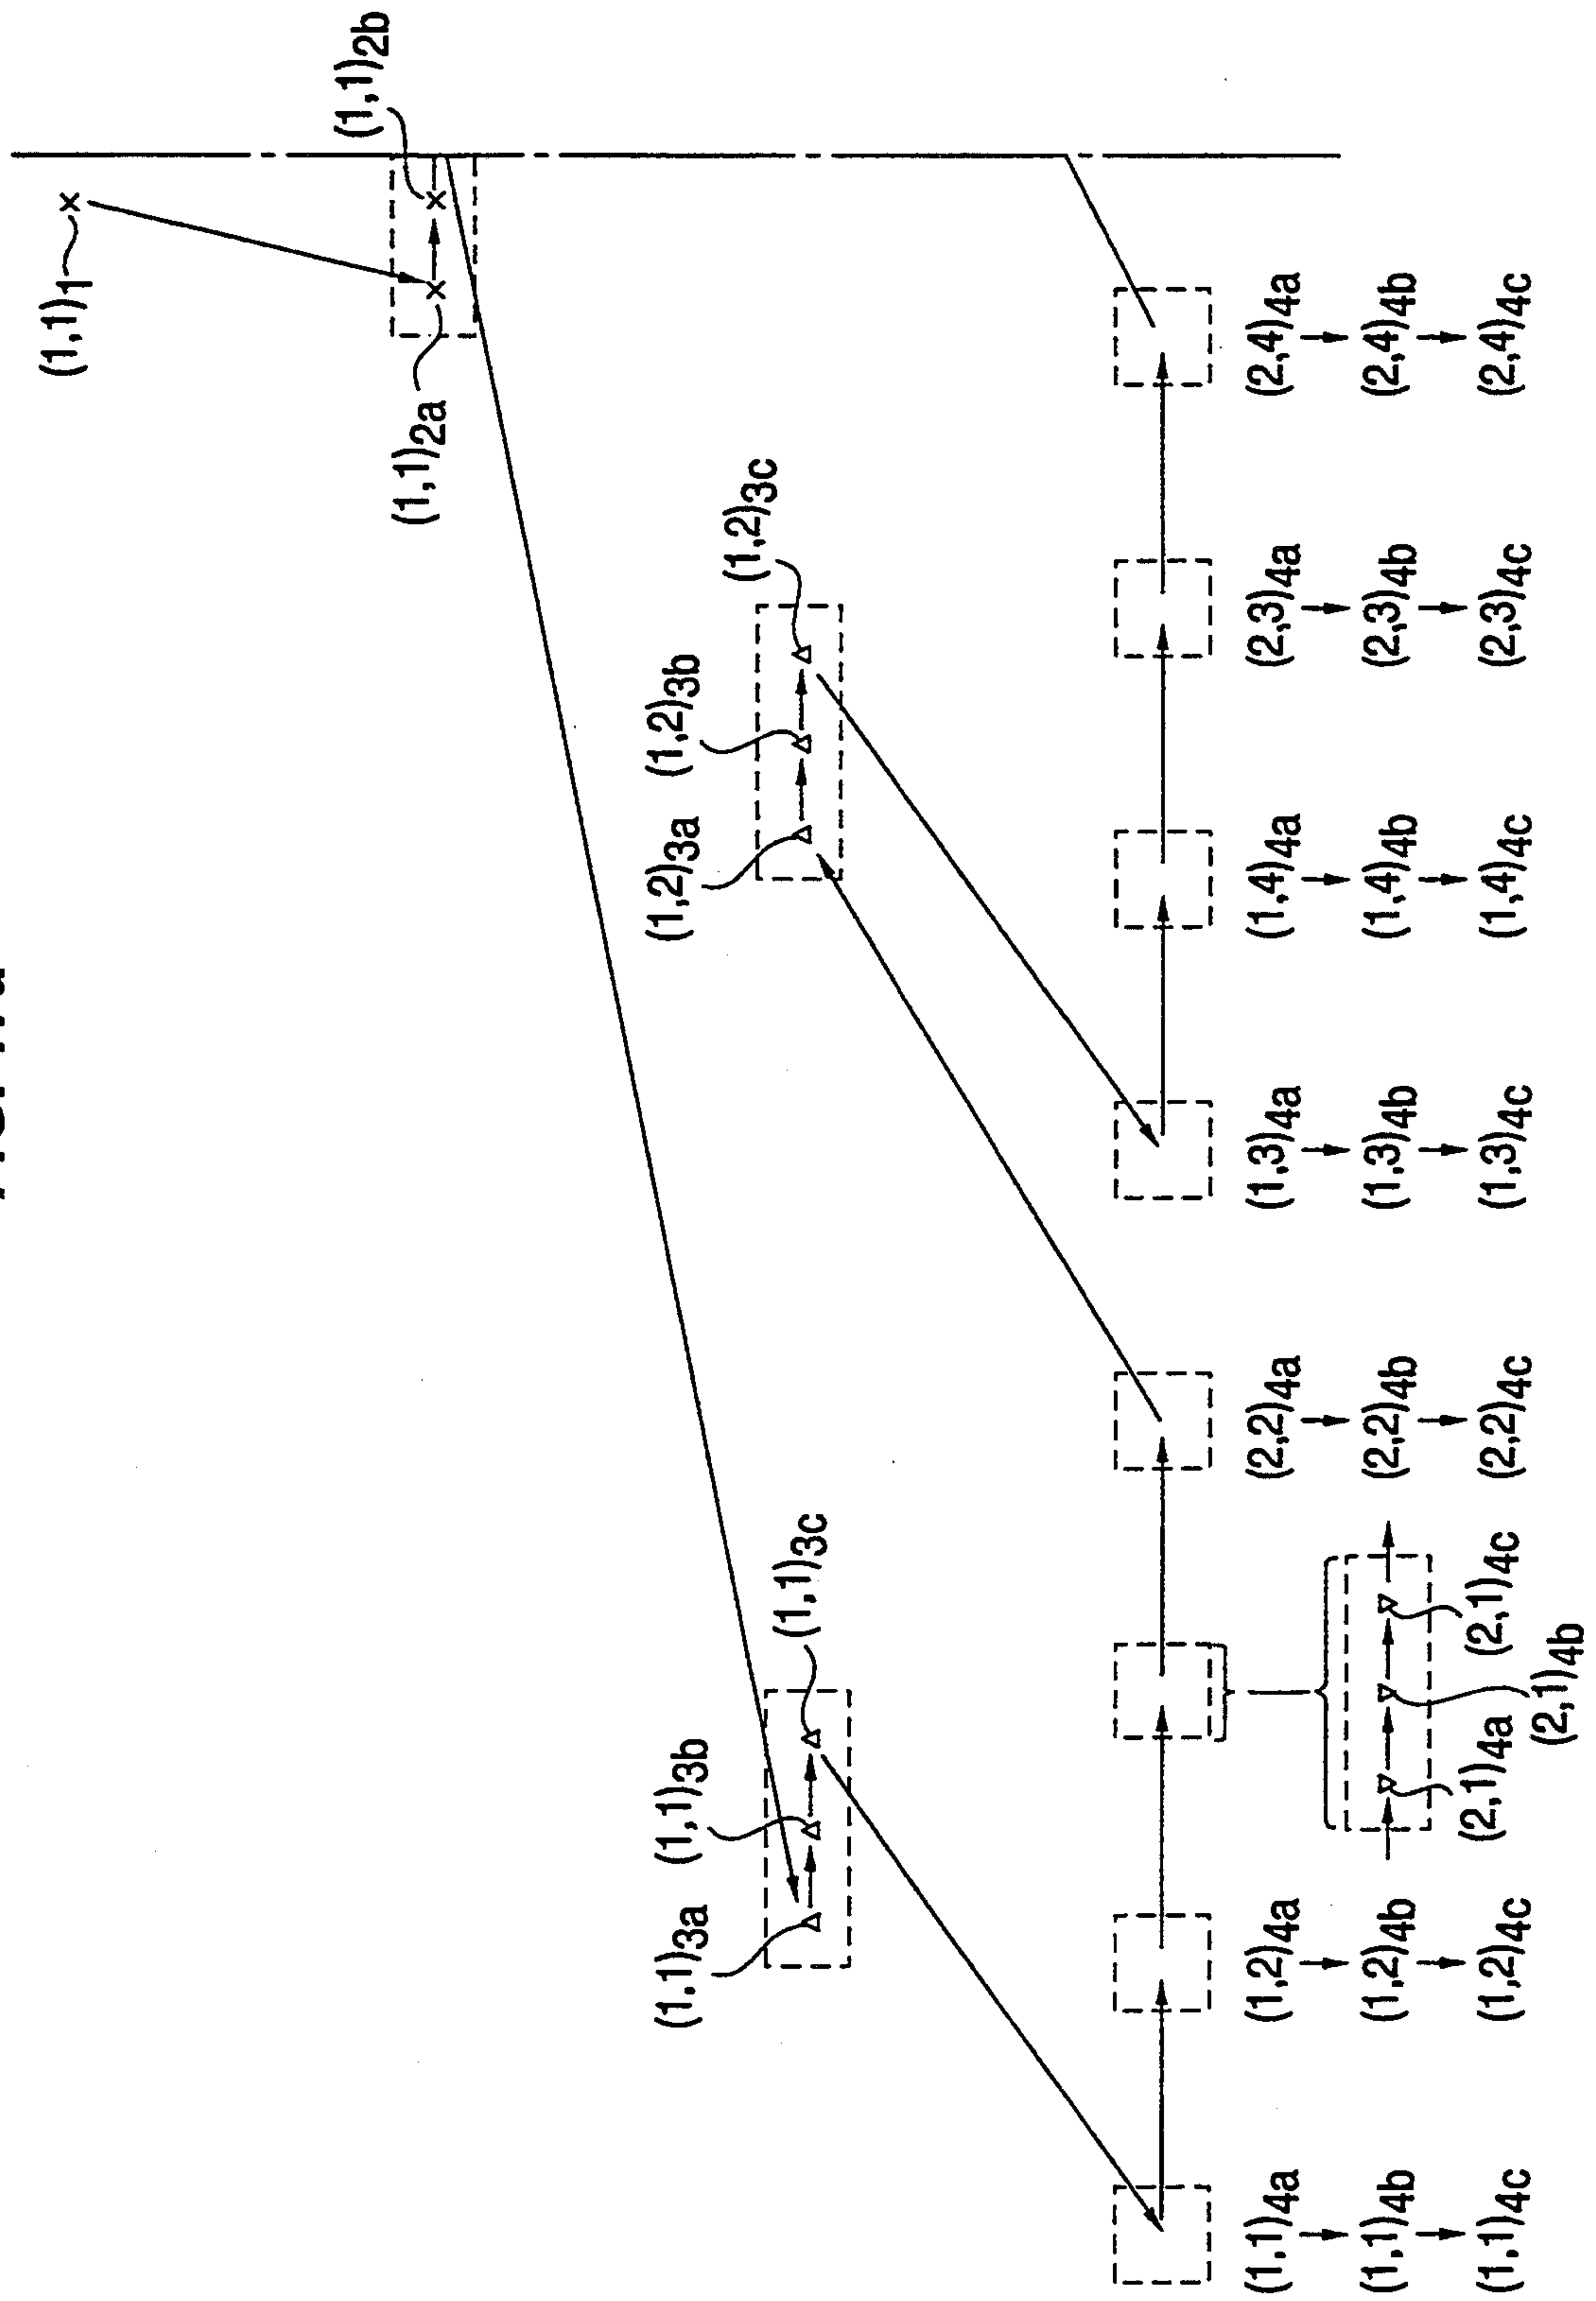 (1,1)1
(1,1)2a
(1,1)2b
(1.1)3a
(1,1)3b
(1,1)3c
(1,2)3a
(1,2)3b
(1,2)3c
(1.1)4a
(1,1)4b
(1,1)4c
(1,2)4a
(1,2)4b
(1,2)4c
(2,1)4a
(2,1)4b
(2,1)4c
(2,2)4a
(2,2)4b
(2,2)4c
(1,3)4a
(1,3)4b
(1,3)4c
(1,4)4a
(1,4)4b
(1,4)4c
(2,3)4a
(2,3)4b
(2,3)4c
(2,4)4a
(2,4)4b
(2,4)4c